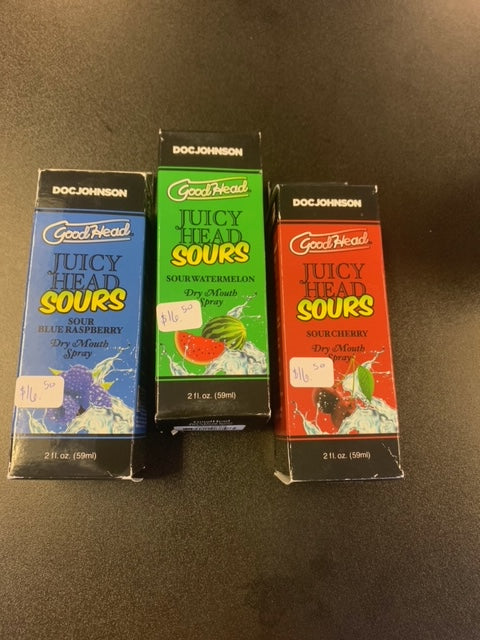 DOCJOHNSON
GoodHead
JUICY
HEAD
SOURS
SOUR
BLUE RASPBERRY
Dry Mouth
Spray
$16.50
2 fl. oz. (59ml)
DOCJOHNSON
GoodHead
JUICY
HEAD
SOURS
SOUR WATERMELON
Dry Mouth
Spray
$16.50
2 fl. oz. (59ml)
DOCJOHNSON
GoodHead
JUICY
HEAD
SOURS
SOUR CHERRY
Dry Mouth
Spray
$16.50
2 fl. oz. (59ml)